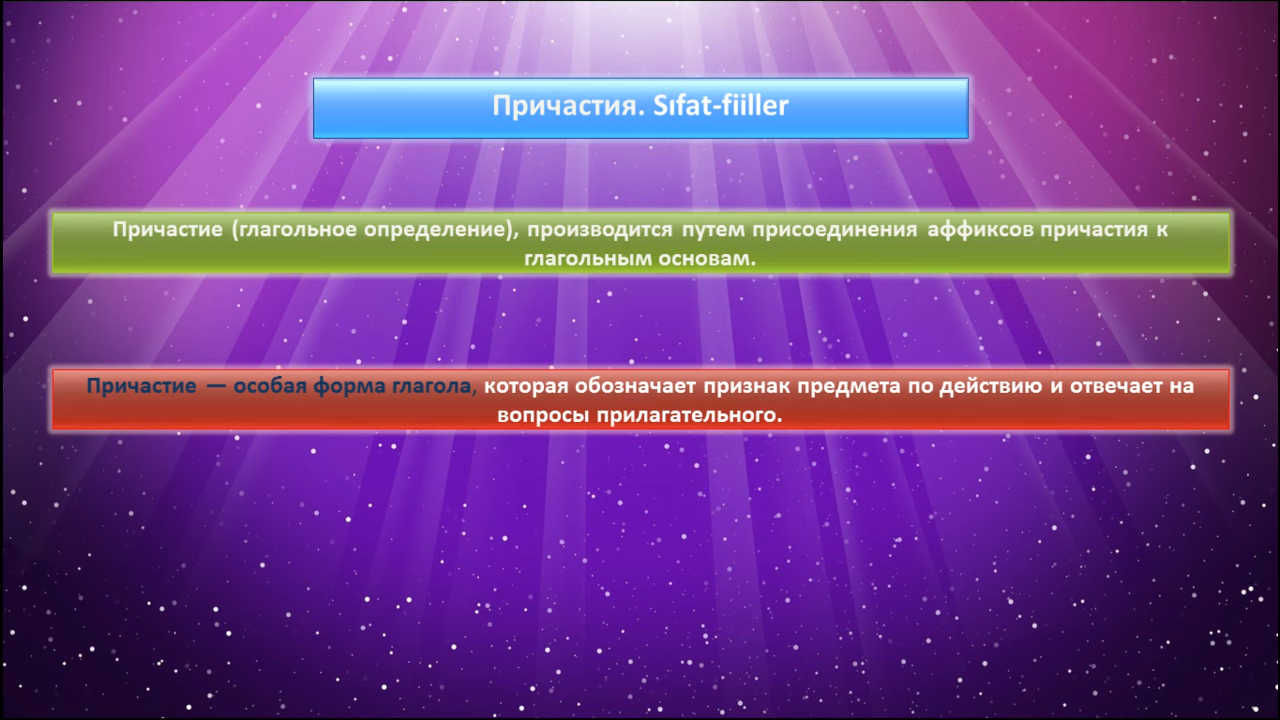 Причастия. Sıfat-fiiller
Причастие (глагольное определение), производится путем присоединения аффиксов причастия к
глагольным основам.
Причастие — особая форма глагола, которая обозначает признак предмета по действию и отвечает на
вопросы прилагательного.